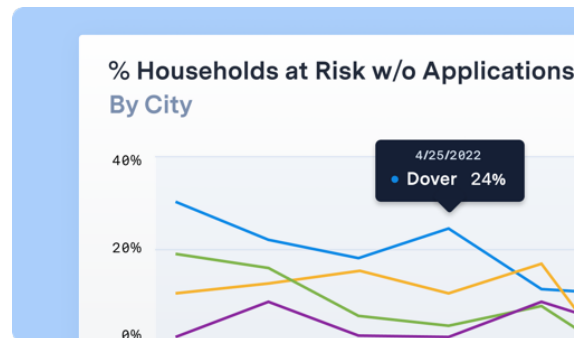 % Households at Risk w/o Applications
By City
4/25/2022
Dover 24%
40%
20%
0%